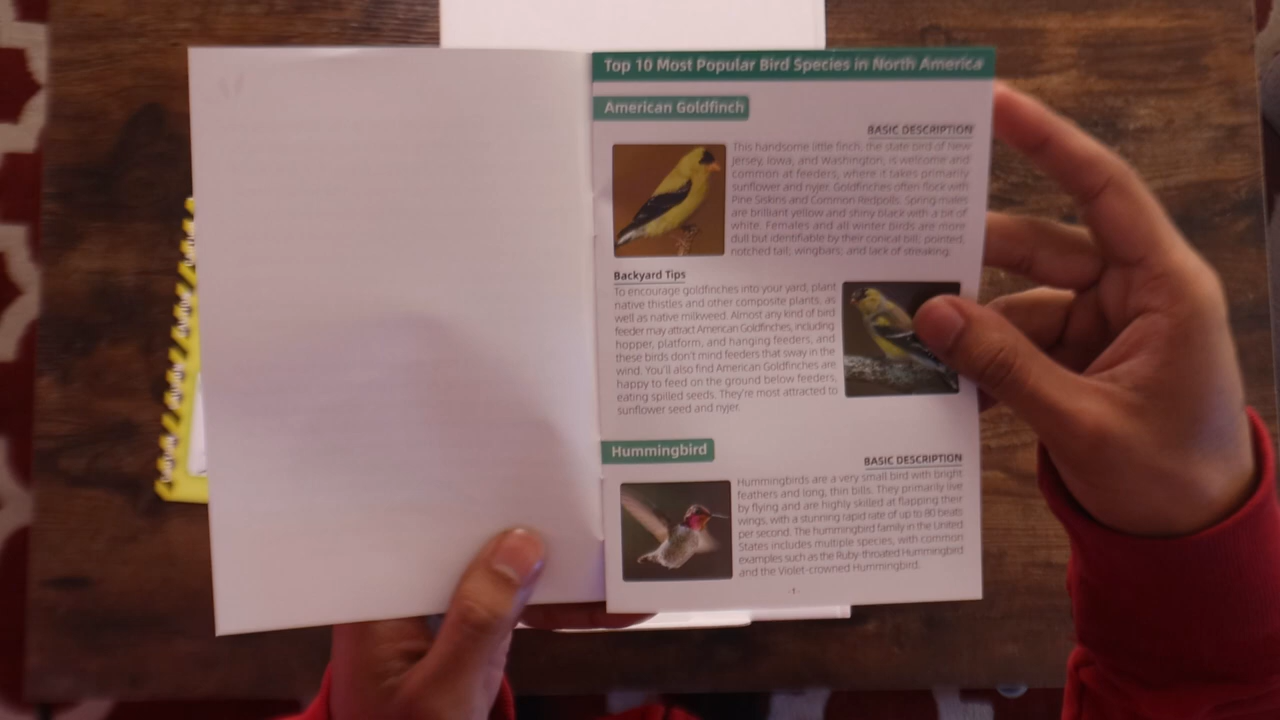 Top 10 Most Popular Bird Species in North America
American Goldfinch
BASIC DESCRIPTION
This handsome little finch, the state bird of New
Jersey, Iowa, and Washington, is welcome and
common at feeders, where it takes primarily
sunflower and nyjer. Goldfinches often flock with
Pine Siskins and Common Redpolls. Spring males
are brilliant yellow and shiny black with a bit of
white. Females and all winter birds are more
dull but identifiable by their conical bill; pointed,
notched tail; wingbars; and lack of streaking.
Backyard Tips
To encourage goldfinches into your yard, plant
native thistles and other composite plants, as
well as native milkweed. Almost any kind of bird
feeder may attract American Goldfinches, including
hopper, platform, and hanging feeders, and
these birds don't mind feeders that sway in the
wind. You'll also find American Goldfinches are
happy to feed on the ground below feeders,
eating spilled seeds. They're most attracted to
sunflower seed and nyjer.
Hummingbird
BASIC DESCRIPTION
Hummingbirds are a very small bird with bright
feathers and long, thin bills. They primarily live
by flying and are highly skilled at flapping their
wings, with a stunning rapid rate of up to 80 beats
per second. The hummingbird family in the United
States includes multiple species, with common
examples such as the Ruby-throated Hummingbird
and the Violet-crowned Hummingbird.
- 1 -